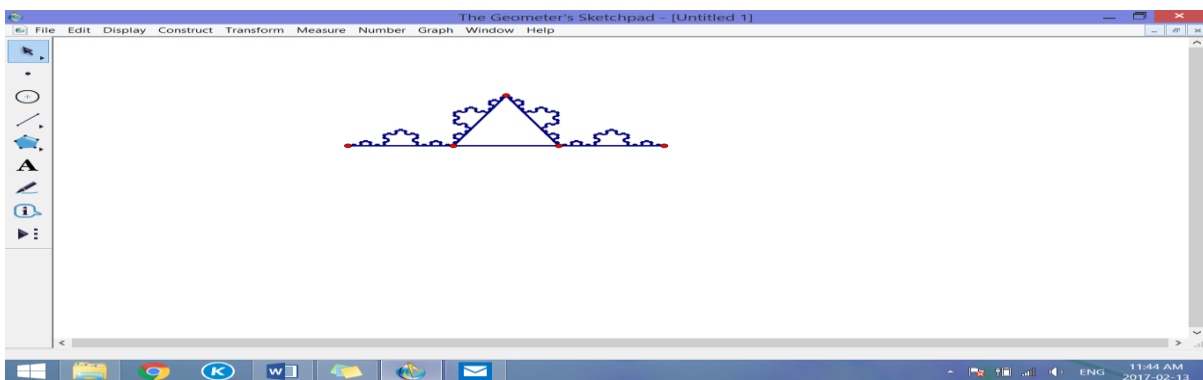 The Geometer's Sketchpad - [Untitled 1]
File Edit Display Construct Transform Measure Number Graph Window Help
A
i
K
W
ENG
11:44 AM
2017-02-13